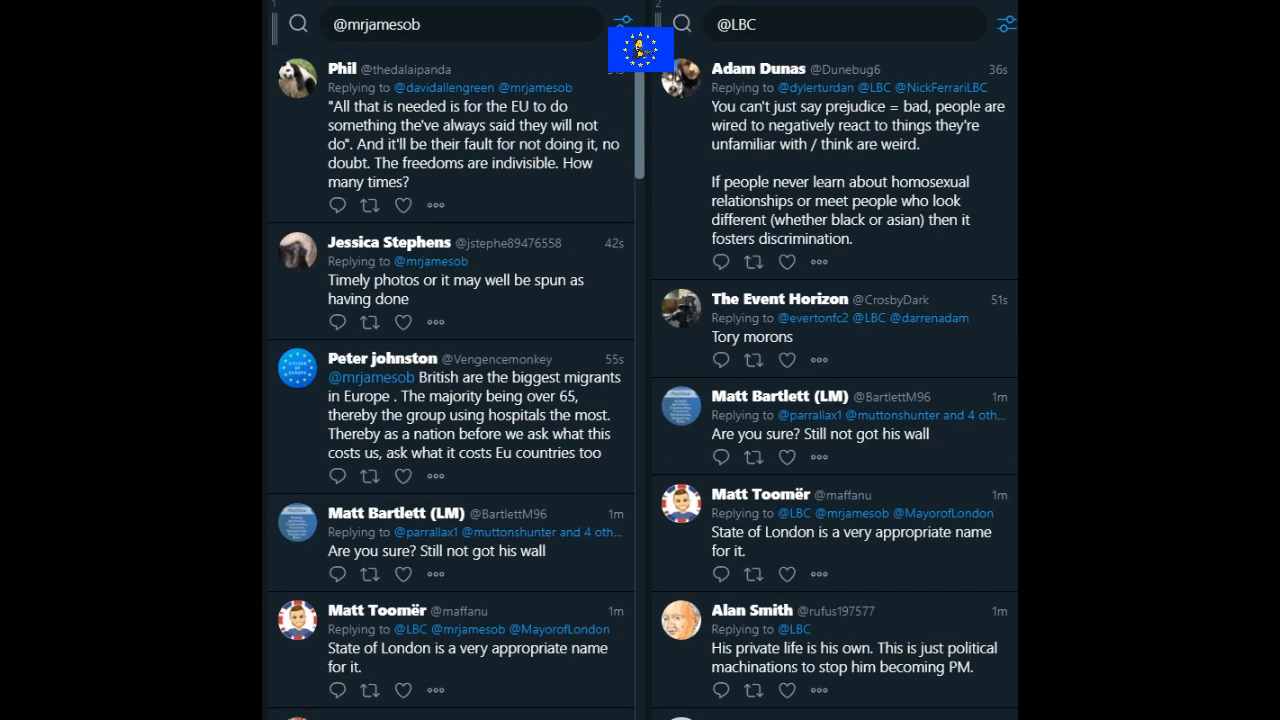 1
@mrjamesob
Phil @thedalaipanda
Replying to @davidallengreen @mrjamesob
"All that is needed is for the EU to do
something the've always said they will not
do". And it'll be their fault for not doing it, no
doubt. The freedoms are indivisible. How
many times?
Jessica Stephens @jstephe89476558 42s
Replying to @mrjamesob
Timely photos or it may well be spun as
having done
Peter johnston @Vengencemonkey 55s
@mrjamesob British are the biggest migrants
in Europe . The majority being over 65,
thereby the group using hospitals the most.
Thereby as a nation before we ask what this
costs us, ask what it costs Eu countries too
Matt Bartlett (LM) @BartlettM96 1m
Replying to @parrallax1 @muttonshunter and 4 oth...
Are you sure? Still not got his wall
Matt Toomër @maffanu 1m
Replying to @LBC @mrjamesob @MayorofLondon
State of London is a very appropriate name
for it.
2
@LBC
Adam Dunas @Dunebug6 36s
Replying to @dylerturdan @LBC @NickFerrariLBC
You can't just say prejudice = bad, people are
wired to negatively react to things they're
unfamiliar with / think are weird.
If people never learn about homosexual
relationships or meet people who look
different (whether black or asian) then it
fosters discrimination.
The Event Horizon @CrosbyDark 51s
Replying to @evertonfc2 @LBC @darrenadam
Tory morons
Matt Bartlett (LM) @BartlettM96 1m
Replying to @parrallax1 @muttonshunter and 4 oth...
Are you sure? Still not got his wall
Matt Toomër @maffanu 1m
Replying to @LBC @mrjamesob @MayorofLondon
State of London is a very appropriate name
for it.
Alan Smith @rufus197577 1m
Replying to @LBC
His private life is his own. This is just political
machinations to stop him becoming PM.